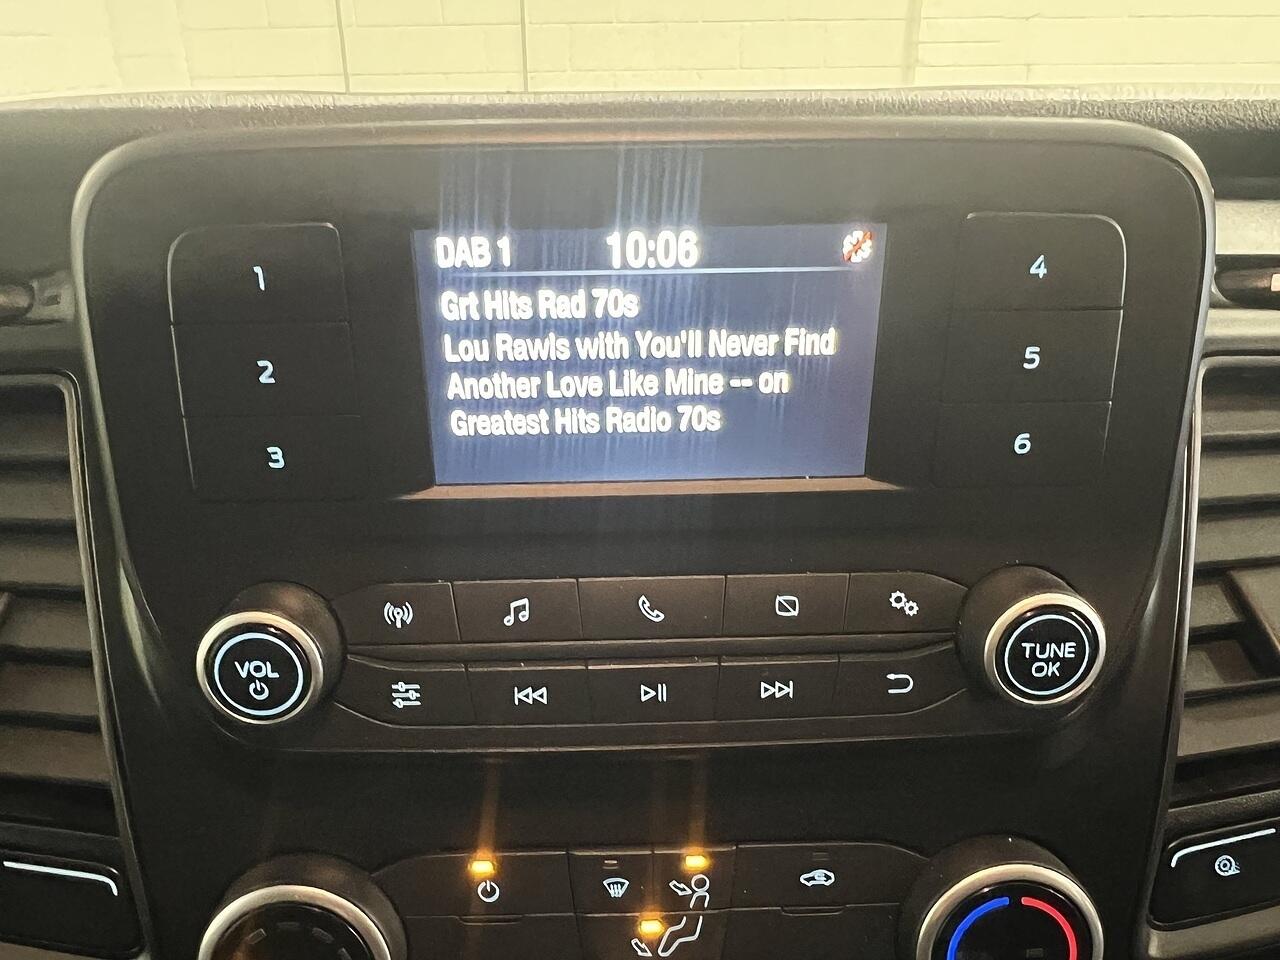 DAB 1 10:06
Grt Hits Rad 70s
Lou Rawls with You'll Never Find
Another Love Like Mine -- on
Greatest Hits Radio 70s
1
2
3
4
5
6
VOL
TUNE
OK